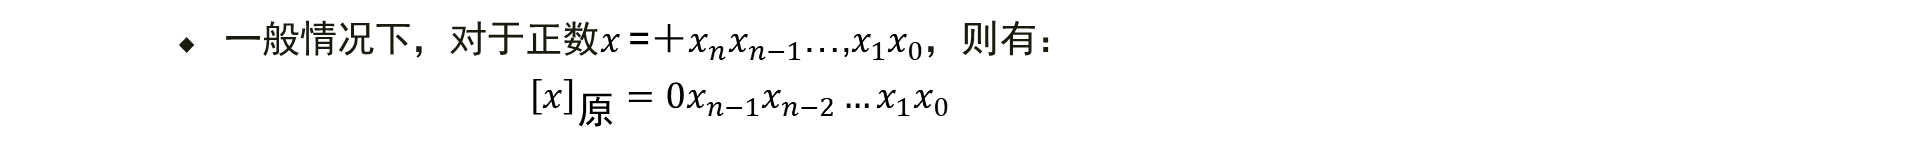 ◆ 一般情况下，对于正数x =＋xₙxₙ₋₁…,x₁x₀，则有：
[x]原 = 0xₙ₋₁xₙ₋₂ … x₁x₀